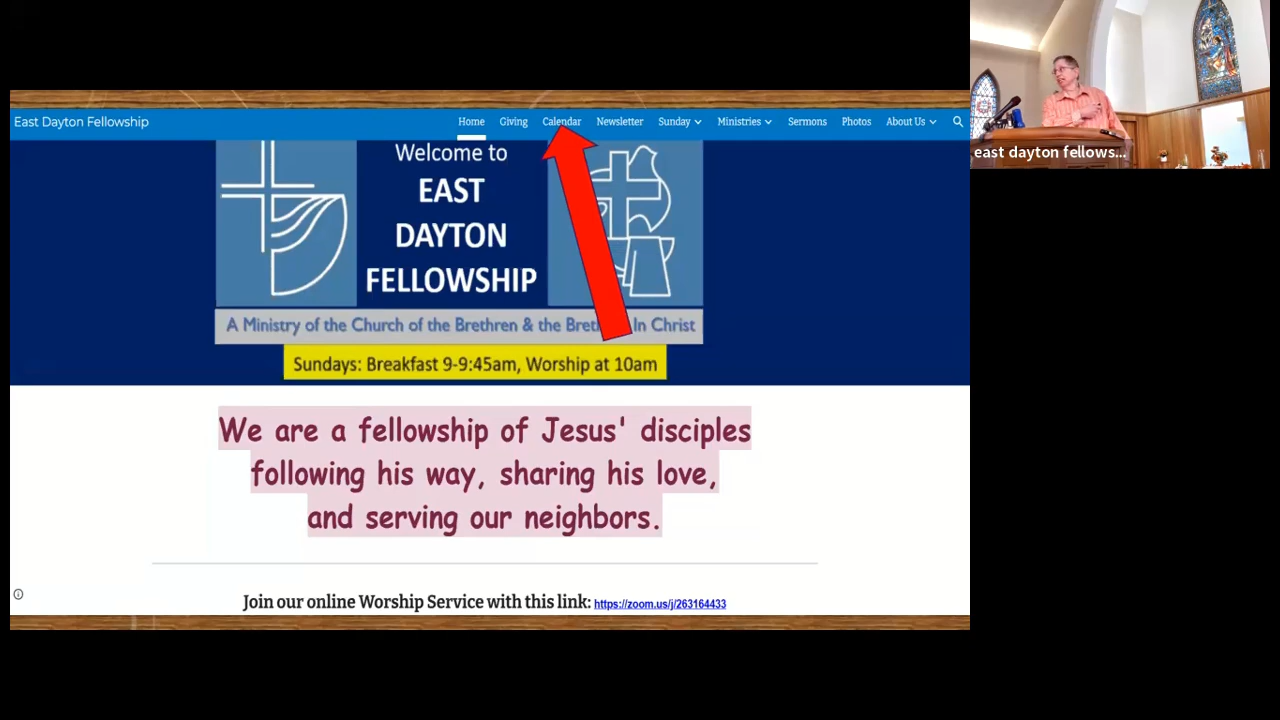 East Dayton Fellowship
Home Giving Calendar Newsletter Sunday Ministries Sermons Photos About Us
Welcome to
EAST
DAYTON
FELLOWSHIP
A Ministry of the Church of the Brethren & the In Christ
Sundays: Breakfast 9-9:45am, Worship at 10am
We are a fellowship of Jesus' disciples
following his way, sharing his love,
and serving our neighbors.
Join our online Worship Service with this link: https://zoom.us/j/263164433
east dayton fellows...